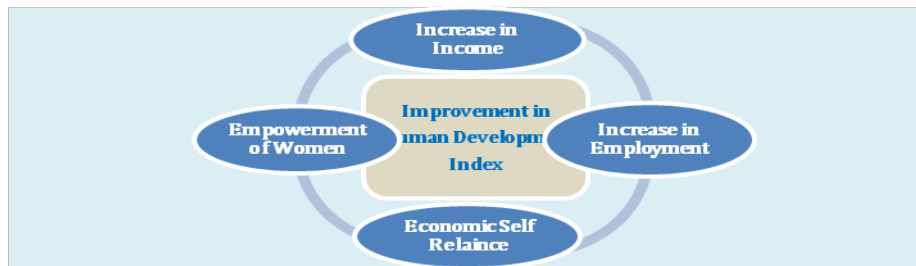 Increase in
Income
Improvement in
uman Developm
Index
Empowerment
of Women
Increase in
Employment
Economic Self
Relaince